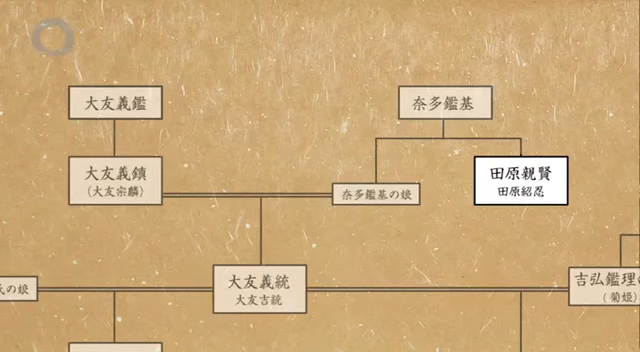 大友義鑑
奈多鑑基
大友義鎮
(大友宗麟)
奈多鑑基の娘
田原親賢
田原紹忍
氏の娘
大友義統
大友吉統
吉弘鑑理の
(菊姫)